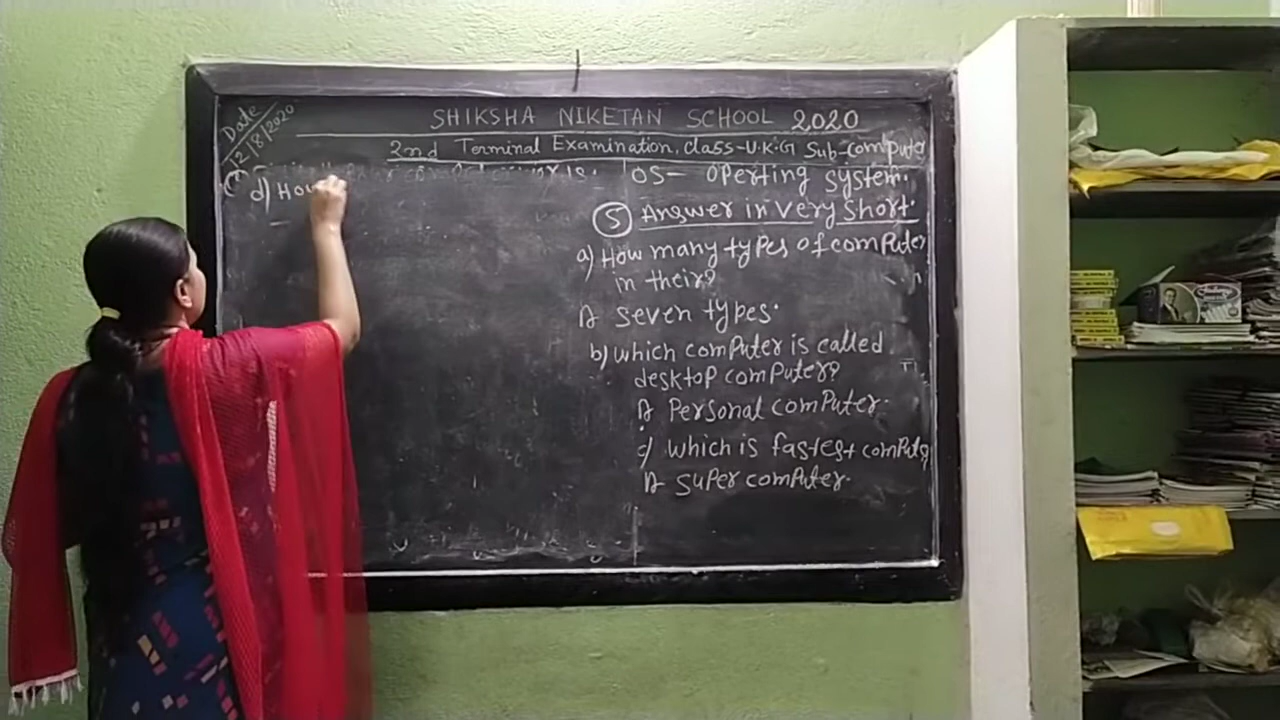 Date
12/8/2020
SHIKSHA NIKETAN SCHOOL 2020
2nd Terminal Examination, Class-U.K.G Sub-computer
d) How
OS- Operting system.
5 Answer in very short.
a) How many types of computer
in their?
A seven types.
b) which computer is called
desktop computer?
A Personal computer.
c) which is fastest compute
A super computer.